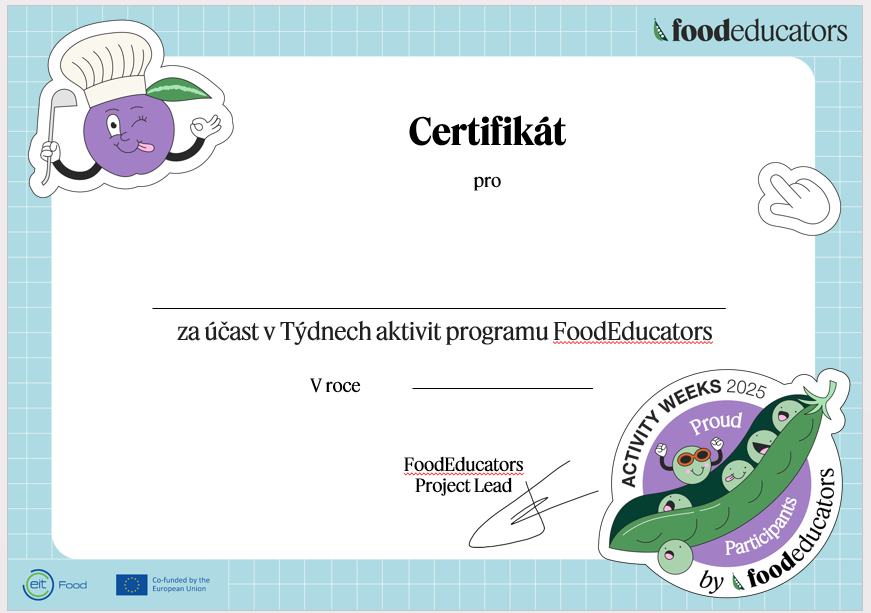 foodeducators
Certifikát
pro
za účast v Týdnech aktivit programu FoodEducators
V roce
FoodEducators
Project Lead
ACTIVITY WEEKS 2025
Proud
Participants
by foodeducators
eit Food
Co-funded by the
European Union